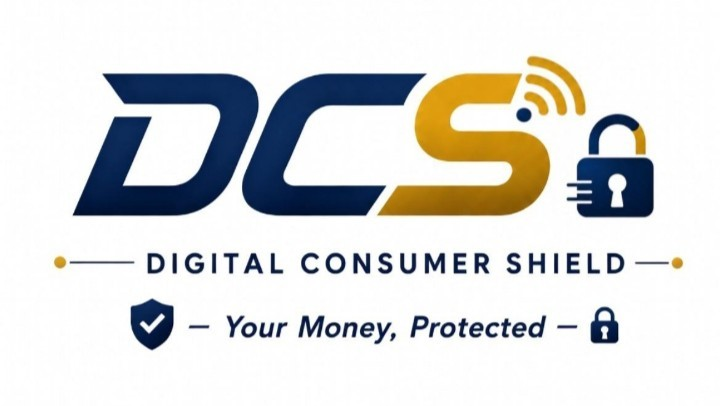 DCS
DIGITAL CONSUMER SHIELD
– Your Money, Protected –